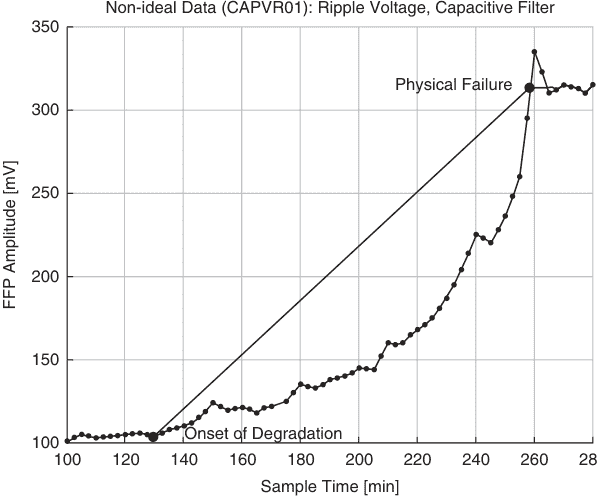 Non-ideal Data (CAPVR01): Ripple Voltage, Capacitive Filter
350
300
250
200
150
100
FFP Amplitude [mV]
Physical Failure
Onset of Degradation
100 120 140 160 180 200 220 240 260 28
Sample Time [min]